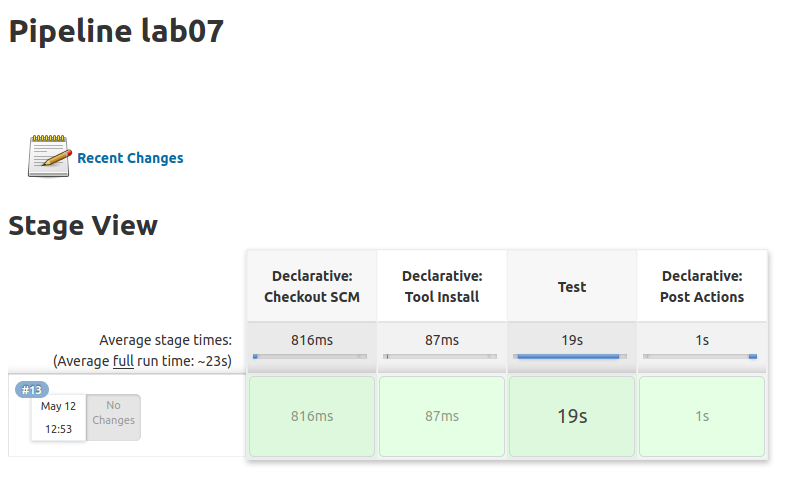 Pipeline lab07
Recent Changes
Stage View
Declarative:
Checkout SCM
Declarative:
Tool Install
Test
Declarative:
Post Actions
Average stage times:
(Average full run time: ~23s)
816ms
87ms
19s
1s
#13
May 12
12:53
No
Changes
816ms
87ms
19s
1s